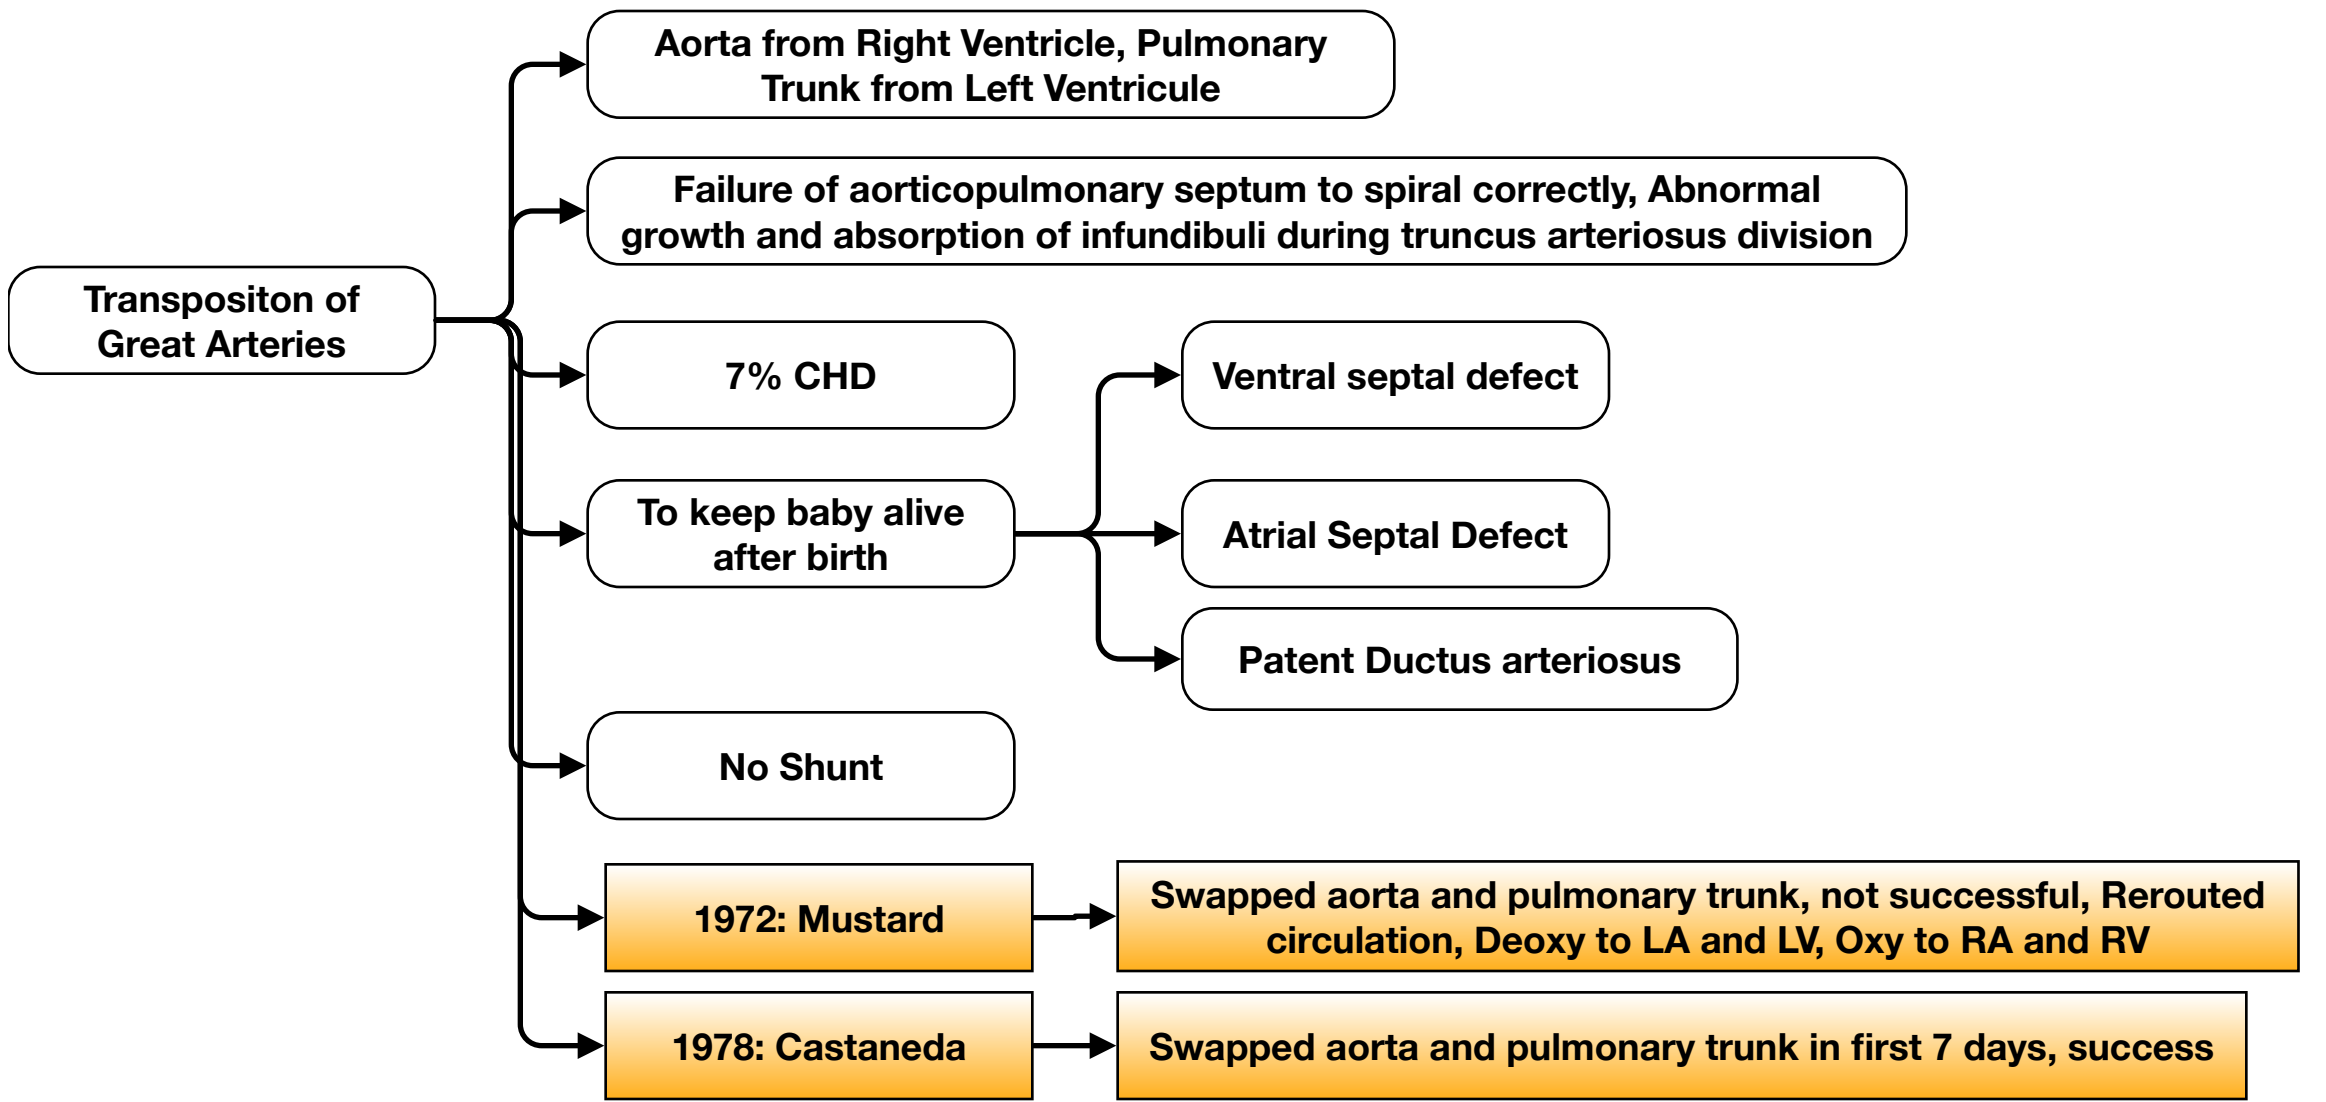 Aorta from Right Ventricle, Pulmonary
Trunk from Left Ventricule
Failure of aorticopulmonary septum to spiral correctly, Abnormal
growth and absorption of infundibuli during truncus arteriosus division
Transpositon of
Great Arteries
7% CHD
Ventral septal defect
To keep baby alive
after birth
Atrial Septal Defect
Patent Ductus arteriosus
No Shunt
1972: Mustard
Swapped aorta and pulmonary trunk, not successful, Rerouted
circulation, Deoxy to LA and LV, Oxy to RA and RV
1978: Castaneda
Swapped aorta and pulmonary trunk in first 7 days, success